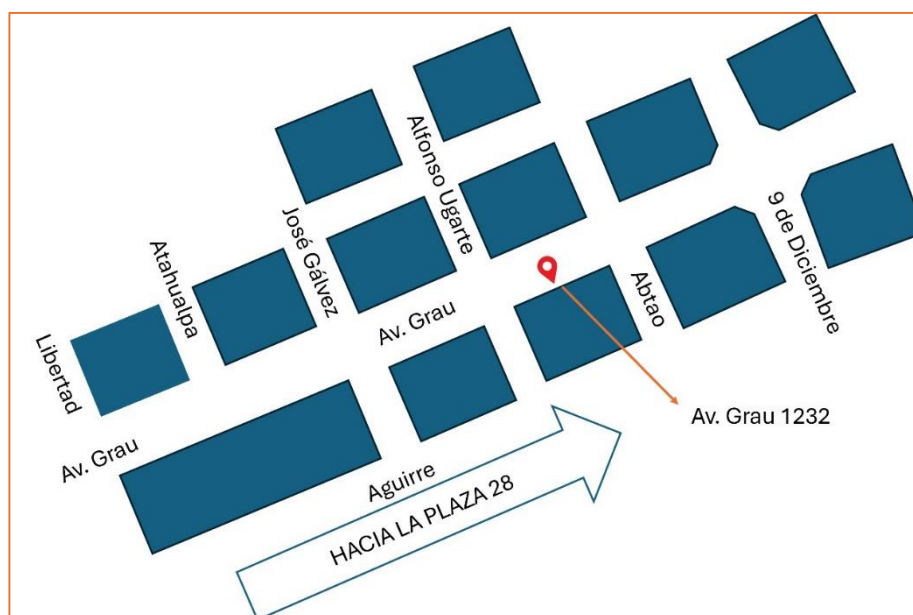 Alfonso Ugarte
José Gálvez
Atahualpa
Libertad
9 de Diciembre
Abtao
Av. Grau
Av. Grau 1232
Av. Grau
Aguirre
HACIA LA PLAZA 28